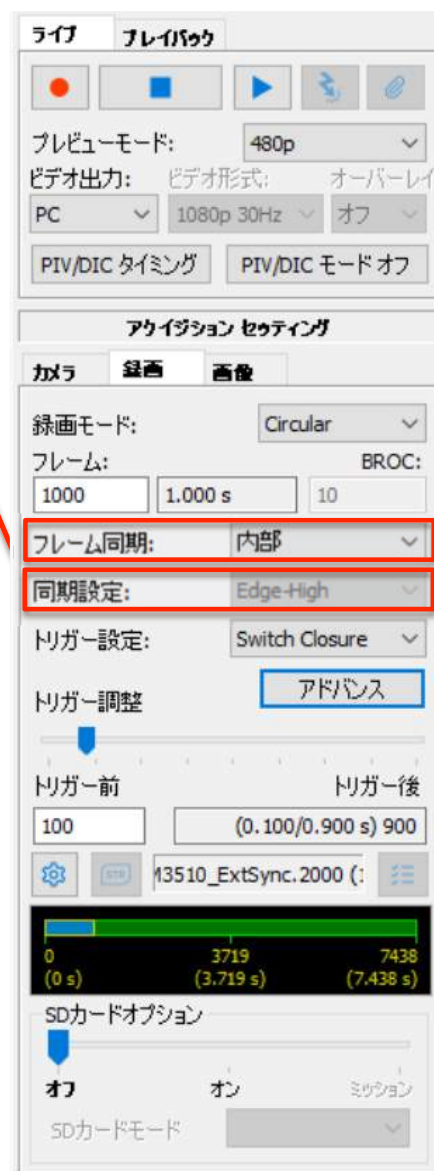 ライブ プレイバック
プレビューモード: 480p
ビデオ出力: ビデオ形式: オーバーレイ
PC 1080p 30Hz オフ
PIV/DIC タイミング PIV/DIC モード オフ
アクイジション セッティング
カメラ 録画 画像
録画モード: Circular
フレーム: BROC:
1000 1.000 s 10
フレーム同期: 内部
同期設定: Edge-High
トリガー設定: Switch Closure
トリガー調整 アドバンス
トリガー前 トリガー後
100 (0.100/0.900 s) 900
M3510_ExtSync.2000 (1
0 3719 7438
(0 s) (3.719 s) (7.438 s)
SDカードオプション
オフ オン ミッション
SDカードモード